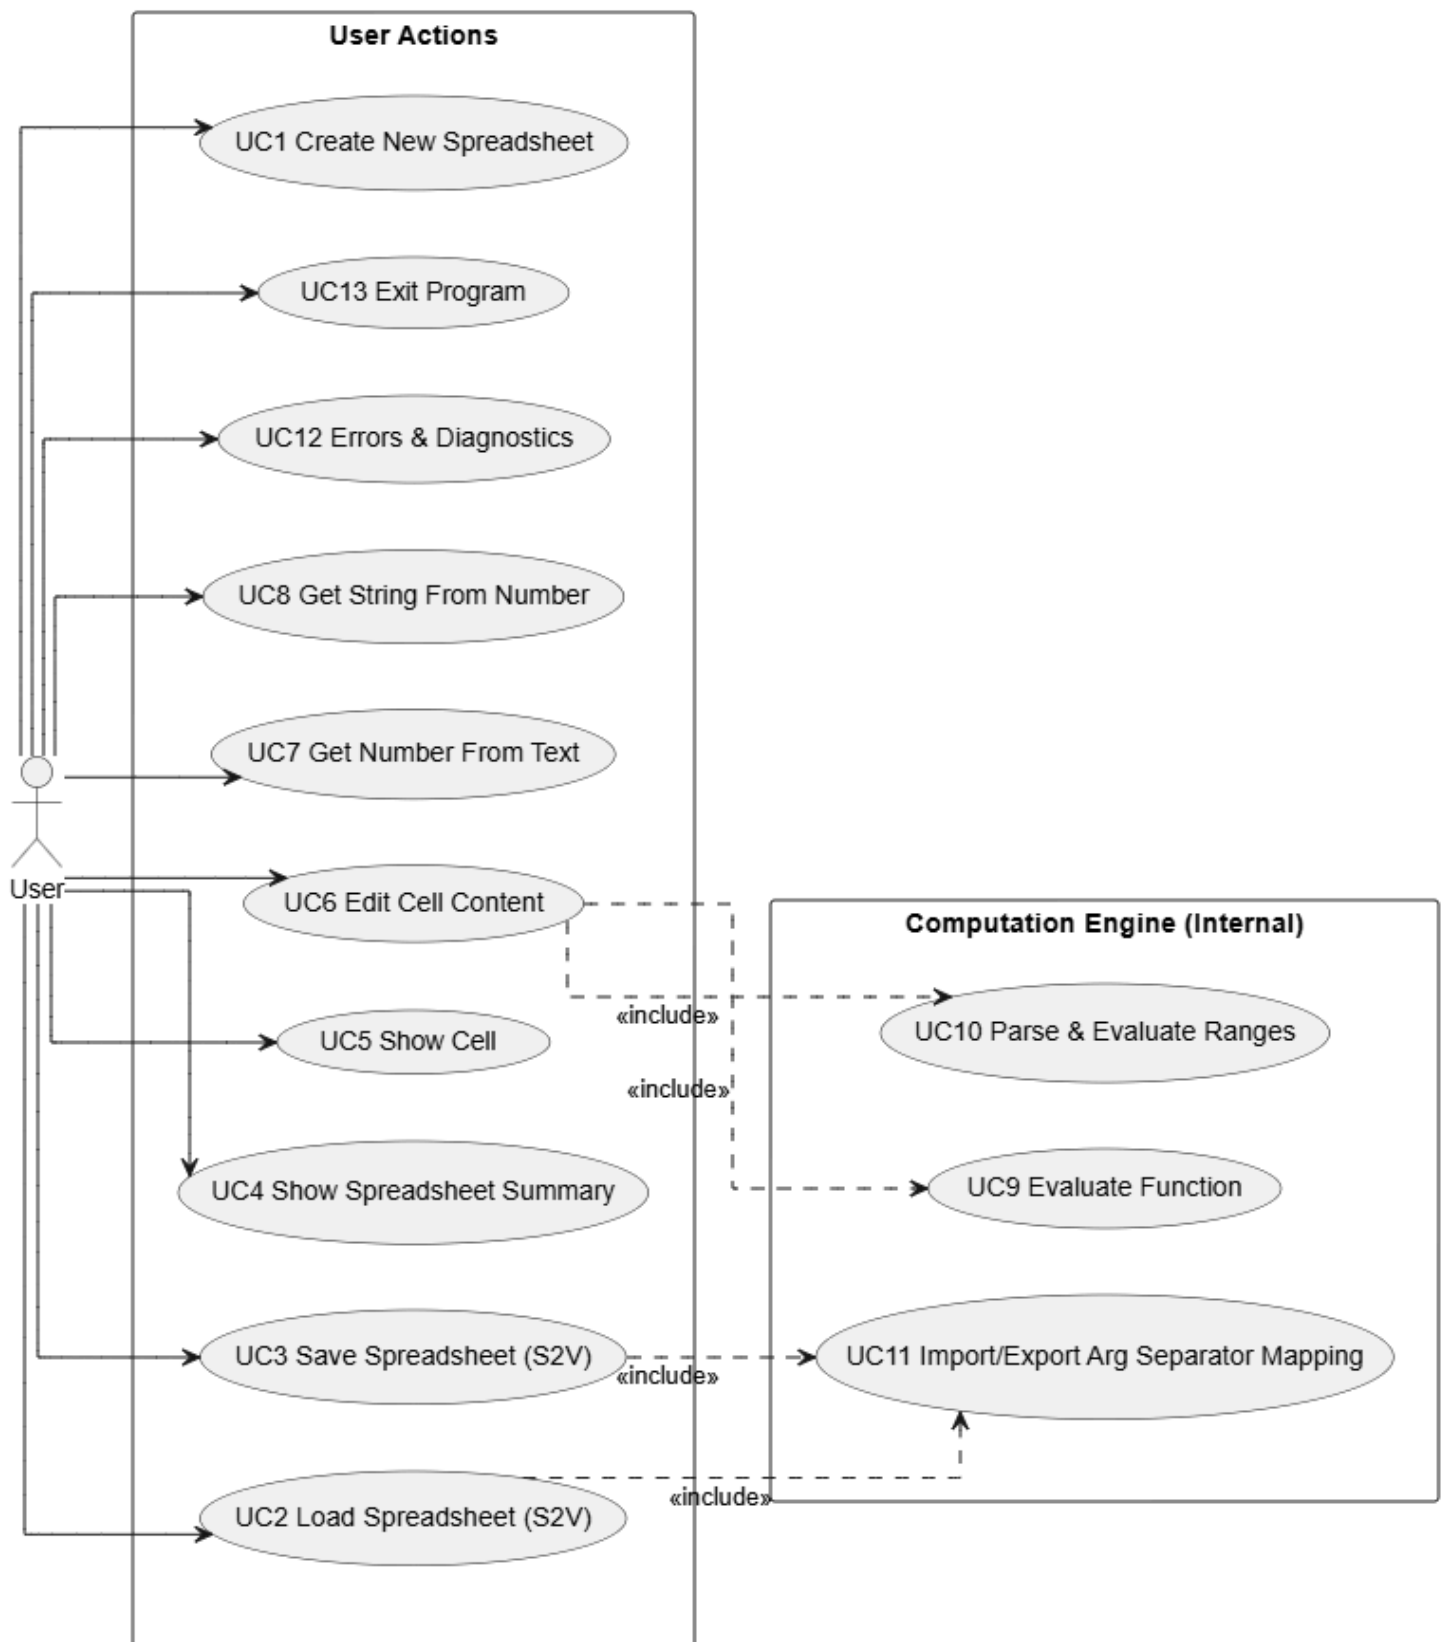 User Actions
UC1 Create New Spreadsheet
UC13 Exit Program
UC12 Errors & Diagnostics
UC8 Get String From Number
UC7 Get Number From Text
User
UC6 Edit Cell Content
Computation Engine (Internal)
«include»
UC10 Parse & Evaluate Ranges
UC5 Show Cell
«include»
UC9 Evaluate Function
UC4 Show Spreadsheet Summary
UC3 Save Spreadsheet (S2V)
«include»
UC11 Import/Export Arg Separator Mapping
«include»
UC2 Load Spreadsheet (S2V)